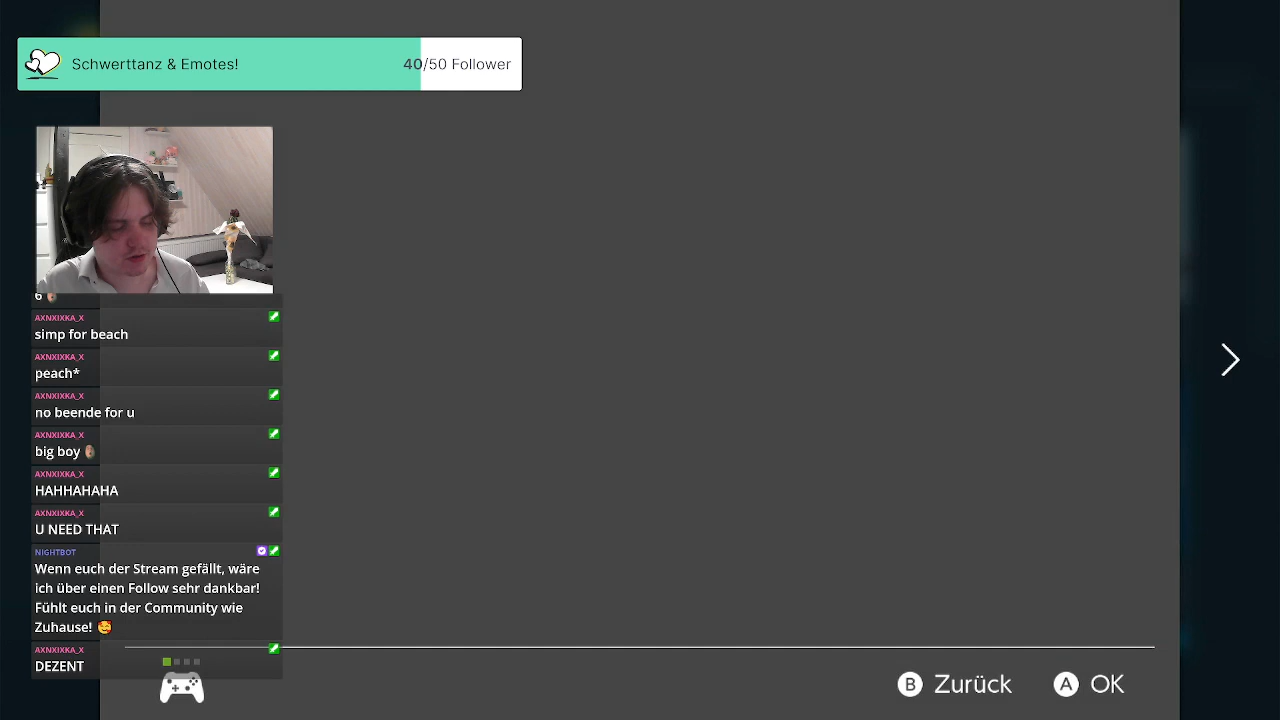 Schwerttanz & Emotes!
40/50 Follower
6
AXNXIXKA_X
simp for beach
AXNXIXKA_X
peach*
AXNXIXKA_X
no beende for u
AXNXIXKA_X
big boy
AXNXIXKA_X
HAHHAHAHA
AXNXIXKA_X
U NEED THAT
NIGHTBOT
Wenn euch der Stream gefällt, wäre
ich über einen Follow sehr dankbar!
Fühlt euch in der Community wie
Zuhause! 🥰
AXNXIXKA_X
DEZENT
B Zurück
A OK